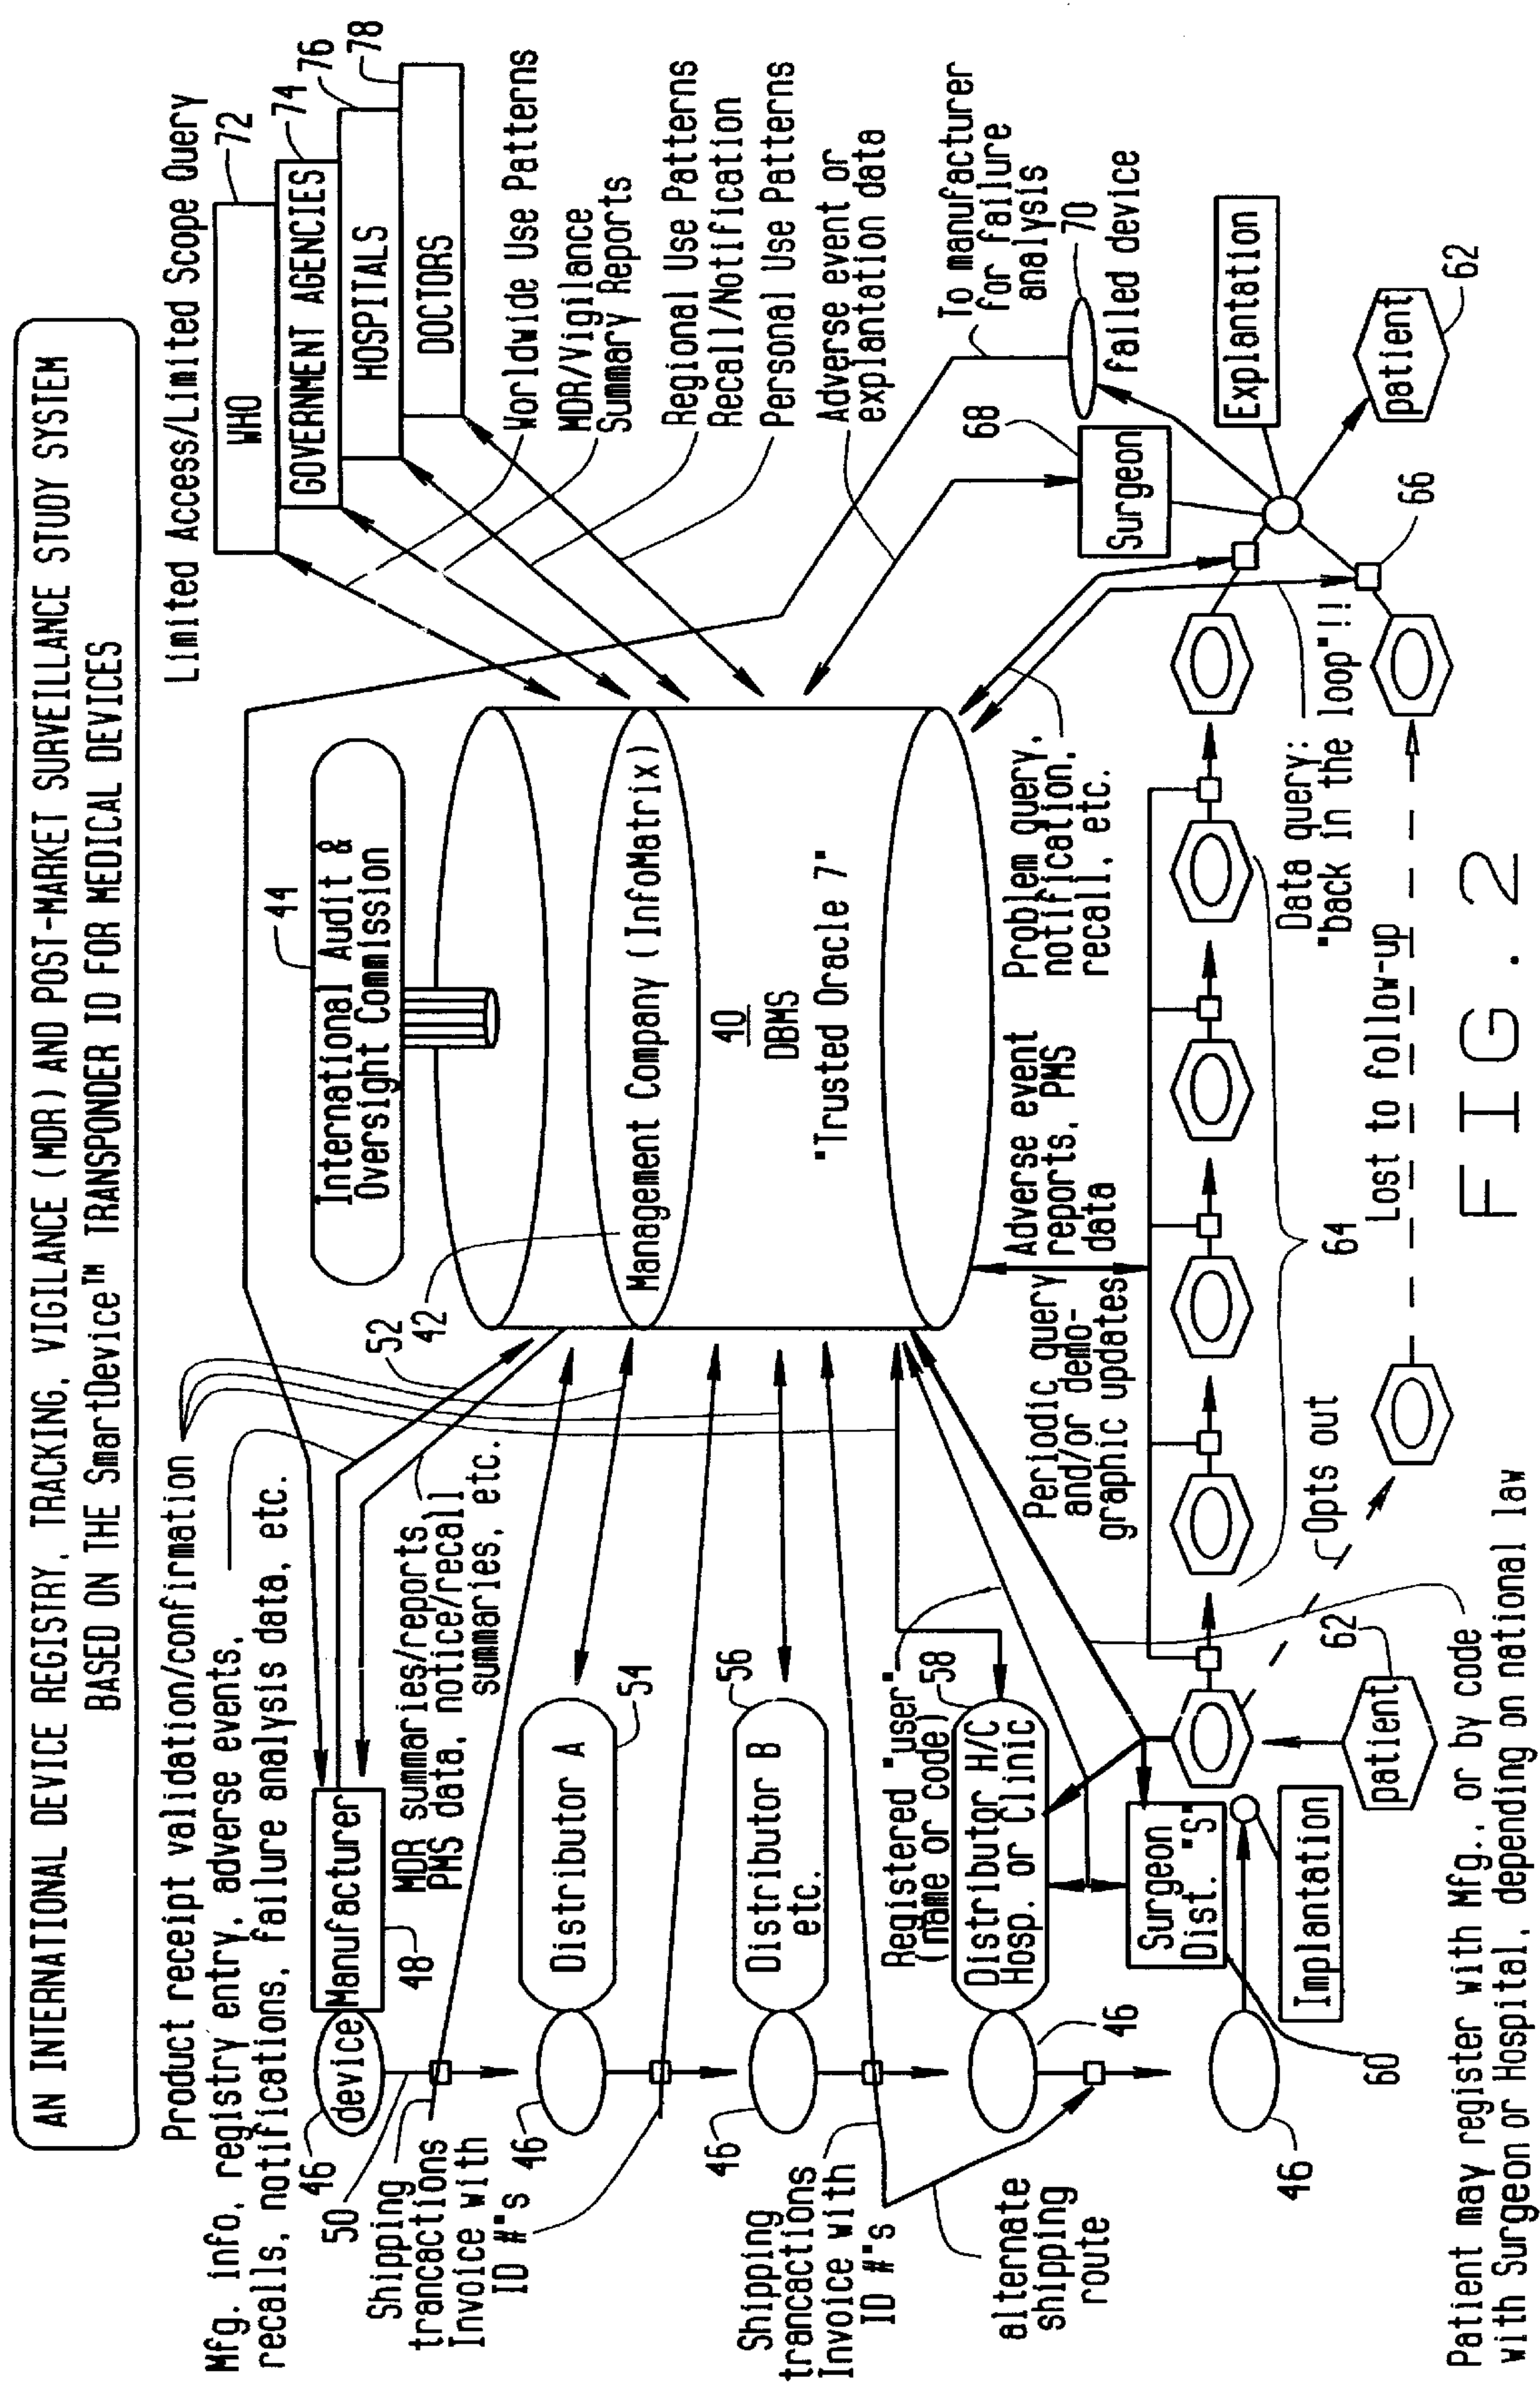 AN INTERNATIONAL DEVICE REGISTRY, TRACKING, VIGILANCE (MDR) AND POST-MARKET SURVEILLANCE STUDY SYSTEM
BASED ON THE SmartDevice™ TRANSPONDER ID FOR MEDICAL DEVICES
Product receipt validation/confirmation
Mfg. info, registry entry, adverse events,
recalls, notifications, failure analysis data, etc.
Limited Access/Limited Scope Query
WHO
72
GOVERNMENT AGENCIES
74
HOSPITALS
76
DOCTORS
78
44
International Audit &
Oversight Commission
46
device
Manufacturer
48
50
52
42
MDR summaries/reports,
PMS data, notice/recall
summaries, etc.
Shipping
trancactions
Invoice with
ID #"s
46
Distributor A
54
Management Company (InfoMatrix)
40
DBMS
"Trusted Oracle 7"
Worldwide Use Patterns
MDR/Vigilance
Summary Reports
Regional Use Patterns
Recall/Notification
Personal Use Patterns
Adverse event or
explantation data
46
Distributor B
etc.
56
Shipping
trancactions
Invoice with
ID #"s
Registered "user"
(name or code)
58
Distributor H/C
Hosp. or Clinic
46
alternate
shipping
route
To manufacturer
for failure
analysis
70
failed device
68
Surgeon
Periodic query
and/or demo-
graphic updates
Adverse event
reports, PMS
data
Problem query,
notification,
recall, etc.
Surgeon
Dist. "S"
Explantation
Implantation
60
46
patient
62
64
Opts out
Lost to follow-up
Data query:
"back in the loop"!!
66
patient
62
Patient may register with Mfg., or by code
with Surgeon or Hospital, depending on national law
FIG. 2